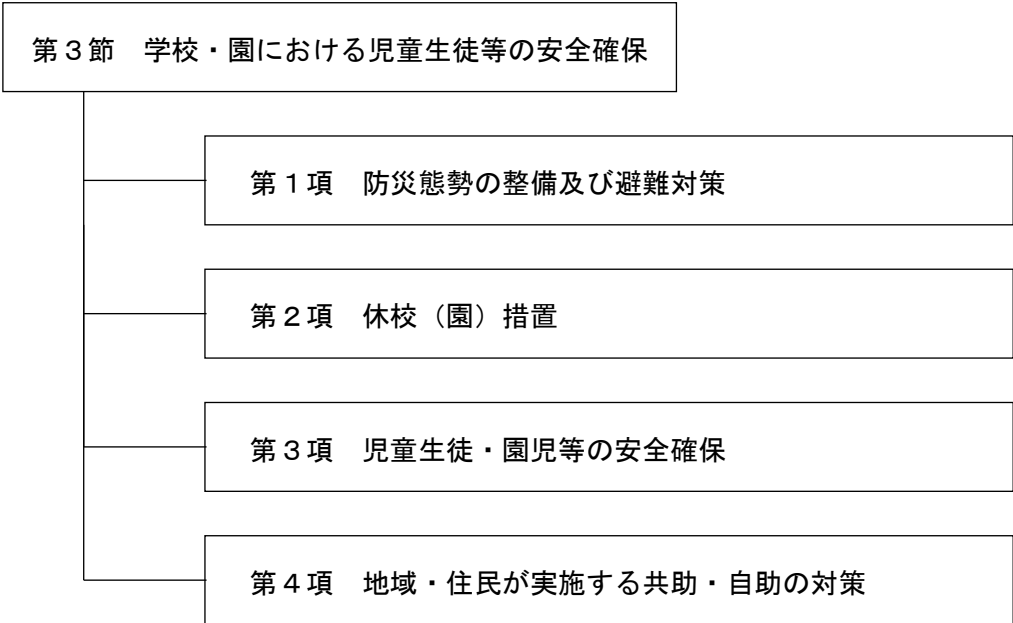 第３節　学校・園における児童生徒等の安全確保
第１項　防災態勢の整備及び避難対策
第２項　休校（園）措置
第３項　児童生徒・園児等の安全確保
第４項　地域・住民が実施する共助・自助の対策